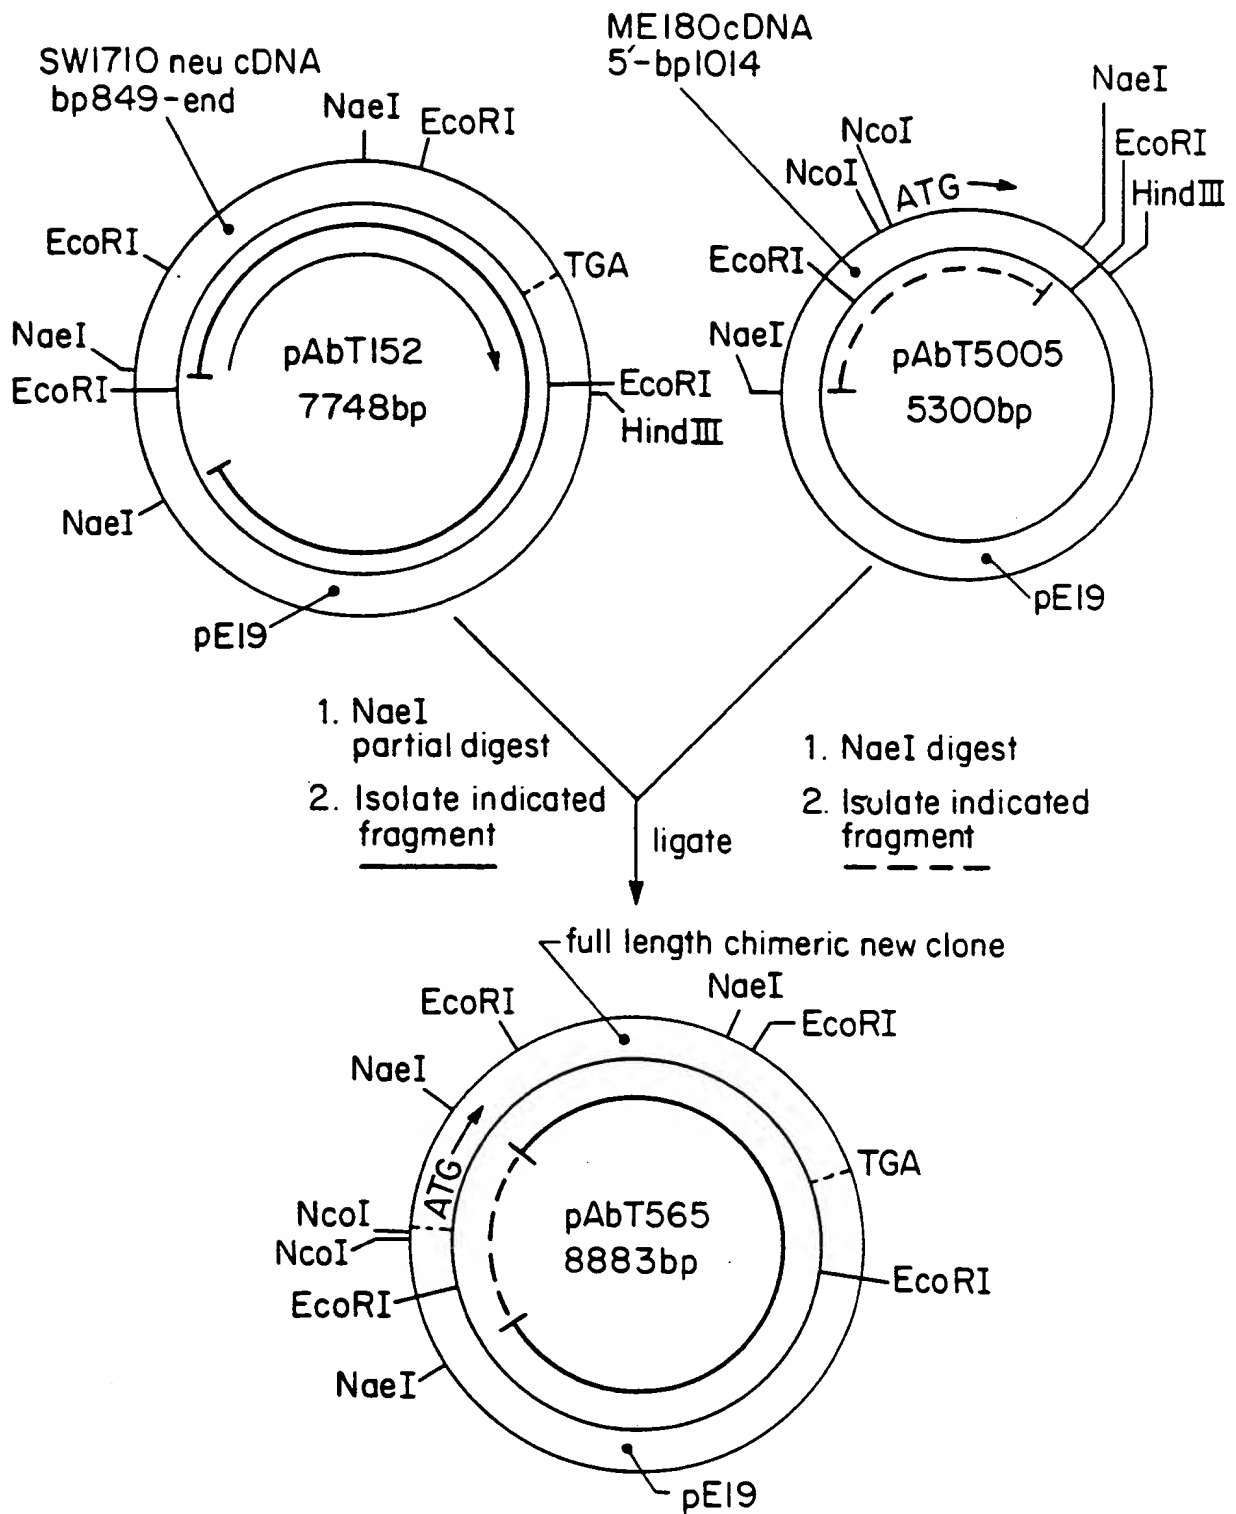 SW1710 neu cDNA
bp849-end
NaeI
EcoRI
EcoRI
TGA
NaeI
EcoRI
pAbT152
7748bp
EcoRI
HindIII
NaeI
pE19
ME180cDNA
5'-bp1014
NaeI
NcoI
NcoI
ATG
EcoRI
HindIII
EcoRI
NaeI
pAbT5005
5300bp
pE19
1. NaeI
partial digest
2. Isolate indicated
fragment
1. NaeI digest
2. Isolate indicated
fragment
ligate
full length chimeric new clone
NaeI
EcoRI
EcoRI
NaeI
ATG
TGA
NcoI
NcoI
pAbT565
8883bp
EcoRI
EcoRI
NaeI
pE19